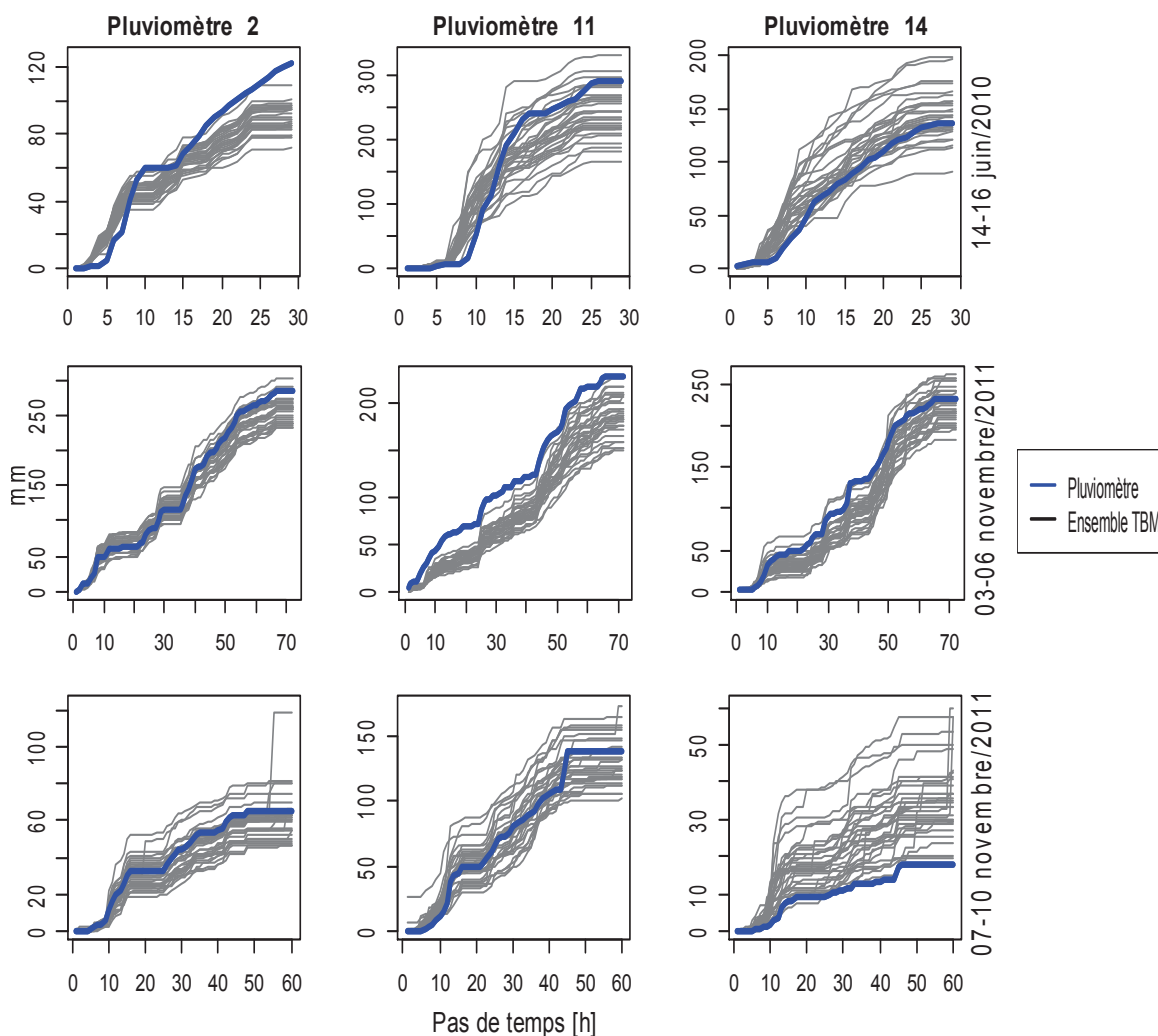 Pluviomètre 2
Pluviomètre 11
Pluviomètre 14
0 40 80 120
0 5 10 15 20 25 30
0 100 200 300
0 5 10 15 20 25 30
0 50 100 150 200
0 5 10 15 20 25 30
14-16 juin/2010
mm
0 50 150 250
0 10 30 50 70
0 50 100 200
0 10 30 50 70
0 50 150 250
0 10 30 50 70
03-06 novembre/2011
Pluviomètre
Ensemble TBM
0 20 60 100
0 10 20 30 40 50 60
0 50 100 150
0 10 20 30 40 50 60
0 10 30 50
0 10 20 30 40 50 60
07-10 novembre/2011
Pas de temps [h]